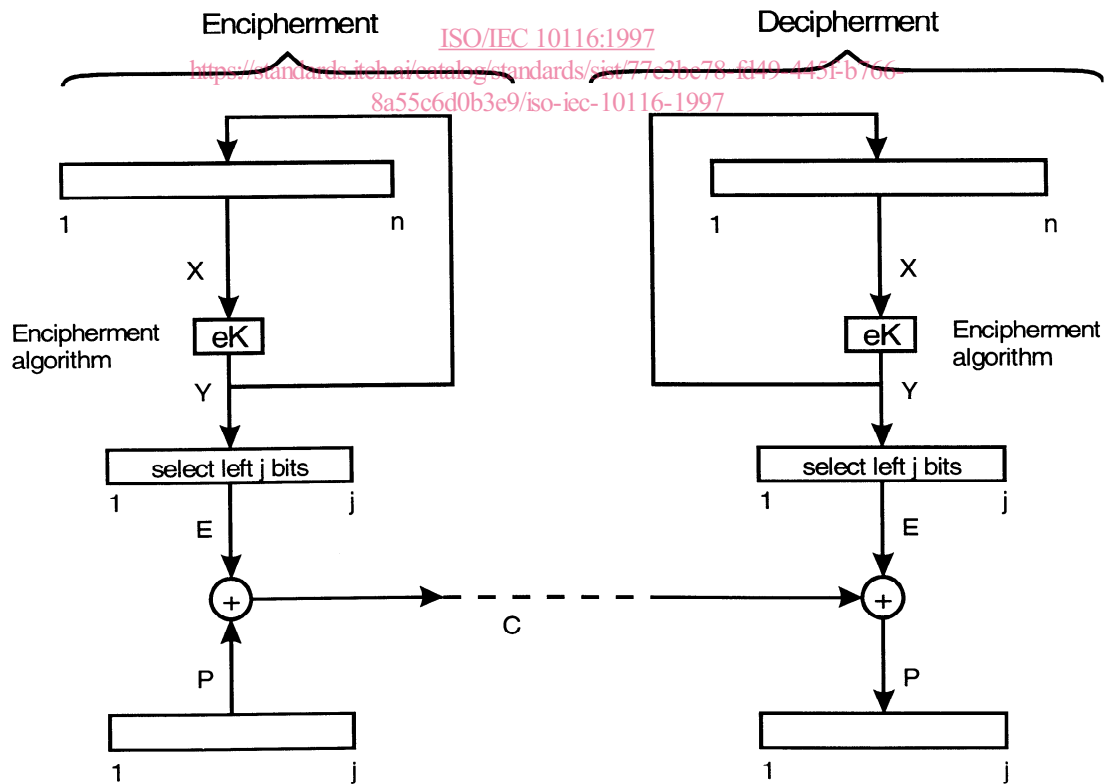 Encipherment
Decipherment
ISO/IEC 10116:1997
https://standards.iteh.ai/catalog/standards/sist/77e3bc78-fd49-445f-b766-
8a55c6d0b3e9/iso-iec-10116-1997
1
n
1
n
X
X
Encipherment
algorithm
eK
eK
Encipherment
algorithm
Y
Y
select left j bits
select left j bits
1
j
1
j
E
E
+
+
C
P
P
1
j
1
j